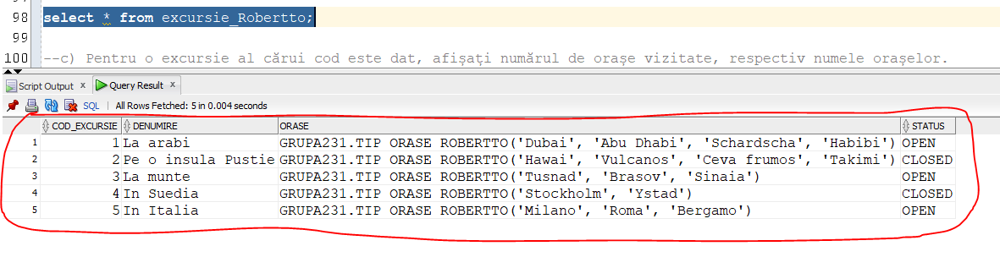 98 select * from excursie_Robertto;
99
100 --c) Pentru o excursie al cărui cod este dat, afișați numărul de orașe vizitate, respectiv numele orașelor.
Script Output x Query Result x
SQL | All Rows Fetched: 5 in 0.004 seconds
COD_EXCURSIE DENUMIRE ORASE STATUS
1 1 La arabi GRUPA231.TIP ORASE ROBERTTO('Dubai', 'Abu Dhabi', 'Schardscha', 'Habibi') OPEN
2 2 Pe o insula Pustie GRUPA231.TIP ORASE ROBERTTO('Hawai', 'Vulcanos', 'Ceva frumos', 'Takimi') CLOSED
3 3 La munte GRUPA231.TIP ORASE ROBERTTO('Tusnad', 'Brasov', 'Sinaia') OPEN
4 4 In Suedia GRUPA231.TIP ORASE ROBERTTO('Stockholm', 'Ystad') CLOSED
5 5 In Italia GRUPA231.TIP ORASE ROBERTTO('Milano', 'Roma', 'Bergamo') OPEN